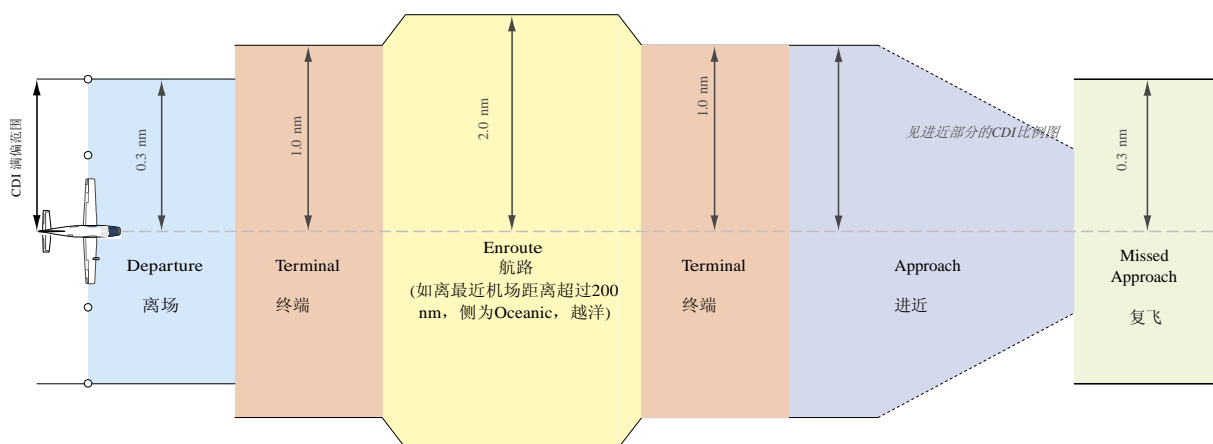 CDI 满偏范围
0.3 nm
1.0 nm
2.0 nm
1.0 nm
见进近部分的CDI比例图
0.3 nm
Departure
离场
Terminal
终端
Enroute
航路
(如离最近机场距离超过200
nm，侧为Oceanic，越洋)
Terminal
终端
Approach
进近
Missed
Approach
复飞